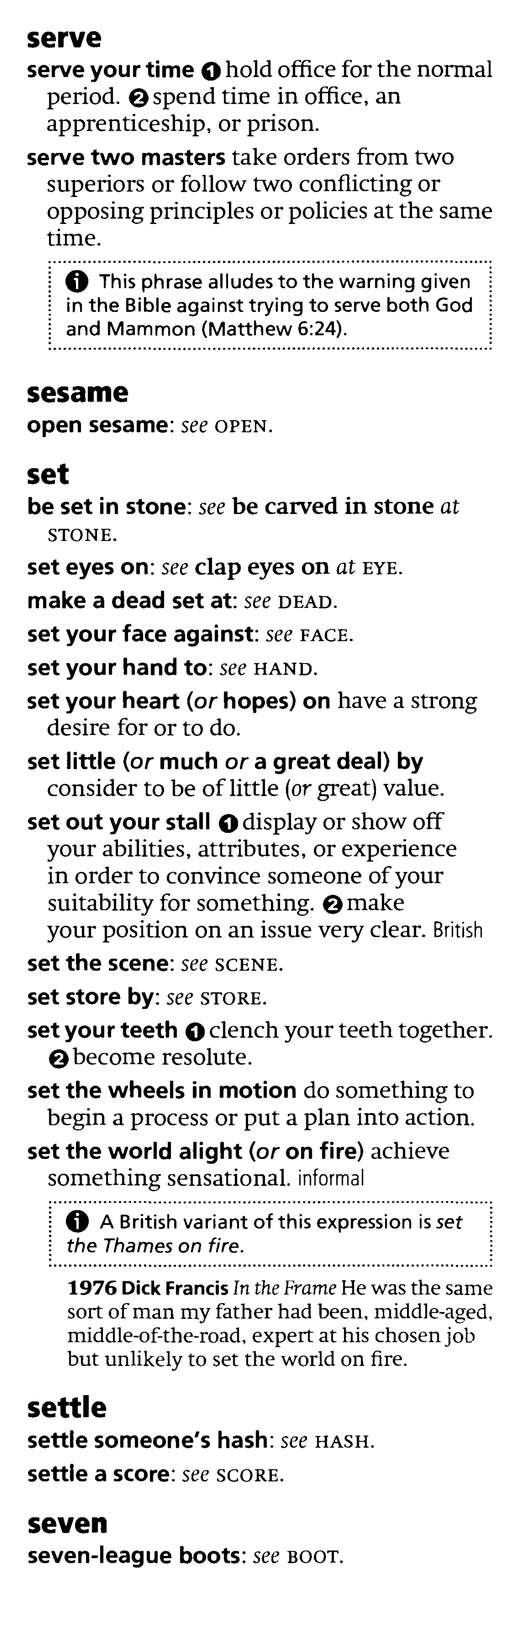 serve
serve your time ❶ hold office for the normal
period. ❷ spend time in office, an
apprenticeship, or prison.
serve two masters take orders from two
superiors or follow two conflicting or
opposing principles or policies at the same
time.
ⓘ This phrase alludes to the warning given
in the Bible against trying to serve both God
and Mammon (Matthew 6:24).
sesame
open sesame: see OPEN.
set
be set in stone: see be carved in stone at
STONE.
set eyes on: see clap eyes on at EYE.
make a dead set at: see DEAD.
set your face against: see FACE.
set your hand to: see HAND.
set your heart (or hopes) on have a strong
desire for or to do.
set little (or much or a great deal) by
consider to be of little (or great) value.
set out your stall ❶ display or show off
your abilities, attributes, or experience
in order to convince someone of your
suitability for something. ❷ make
your position on an issue very clear. British
set the scene: see SCENE.
set store by: see STORE.
set your teeth ❶ clench your teeth together.
❷ become resolute.
set the wheels in motion do something to
begin a process or put a plan into action.
set the world alight (or on fire) achieve
something sensational. informal
ⓘ A British variant of this expression is set
the Thames on fire.
1976 Dick Francis In the Frame He was the same
sort of man my father had been, middle-aged,
middle-of-the-road, expert at his chosen job
but unlikely to set the world on fire.
settle
settle someone's hash: see HASH.
settle a score: see SCORE.
seven
seven-league boots: see BOOT.